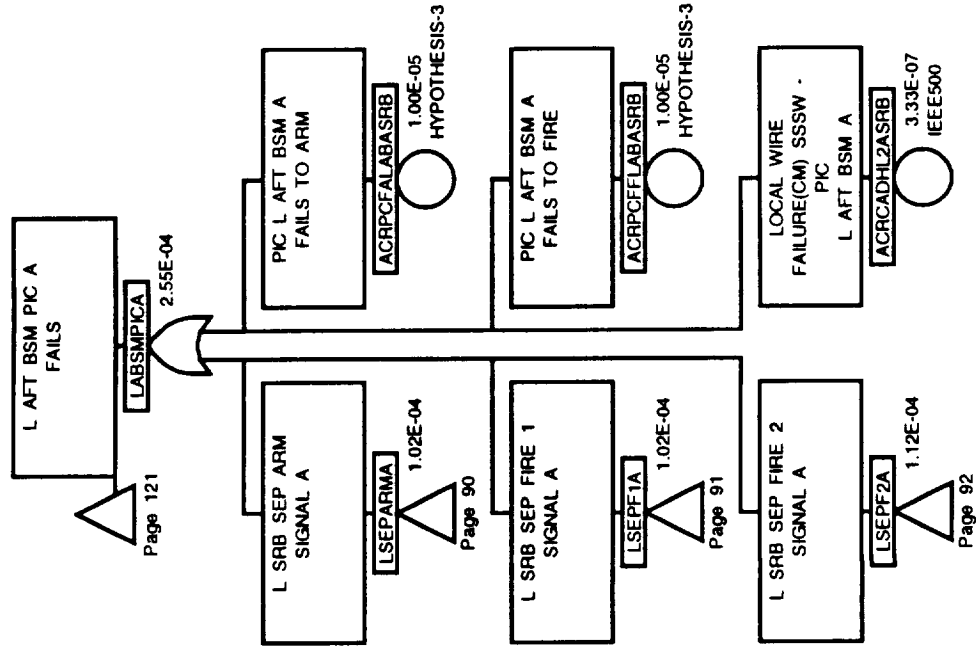 L AFT BSM PIC A
FAILS
LABSMPICA
2.55E-04
Page 121
L SRB SEP ARM
SIGNAL A
LSEPARMA
1.02E-04
Page 90
PIC L AFT BSM A
FAILS TO ARM
ACRPCFALABASRB
1.00E-05
HYPOTHESIS-3
L SRB SEP FIRE 1
SIGNAL A
LSEPF1A
1.02E-04
Page 91
PIC L AFT BSM A
FAILS TO FIRE
ACRPCFFLABASRB
1.00E-05
HYPOTHESIS-3
L SRB SEP FIRE 2
SIGNAL A
LSEPF2A
1.12E-04
Page 92
LOCAL WIRE
FAILURE(CM) SSSW -
PIC
L AFT BSM A
ACRCADHL2ASRB
3.33E-07
IEEE500